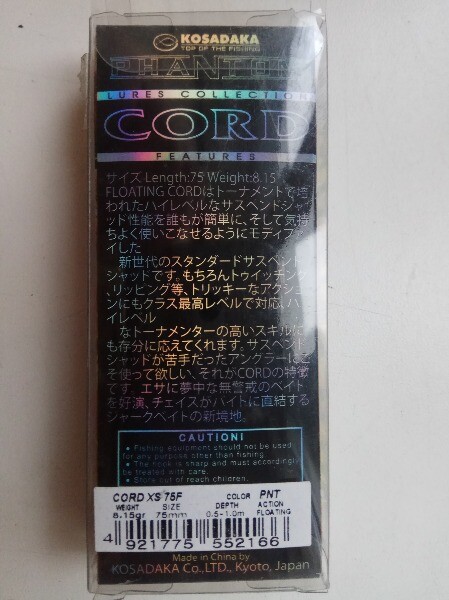 KOSADAKA
TOP OF THE FISHING
PHANTOM
LURES COLLECTION
CORD
FEATURES
サイズ Length:75 Weight:8.15
FLOATING CORDはトーナメントで培
われたハイレベルなサスペンドシャ
ッド性能を誰もが簡単に、そして気持
ちよく使いこなせるようにモディファ
イした
新世代のスタンダードサスペンド
シャッドです。もちろんトゥイッチング
、リッピング等、トリッキーなアクショ
ンにもクラス最高レベルで対応、ハ
イレベル
なトーナメンターの高いスキルに
も存分に応えてくれます。サスペンド
シャッドが苦手だったアングラーにこ
そ使って欲しい、それがCORDの特徴
です。エサに夢中な無警戒のベイト
を好演、チェイスがバイトに直結する
シャークベイトの新境地。
CAUTION!
● Fishing equipment should not be used
for any purpose other than fishing
● The hook is sharp and must accordingly
be treated with care.
● Store out of reach children.
CORD XS 75F COLOR PNT
WEIGHT SIZE DEPTH ACTION
8.15gr 75mm 0.5-1.0m FLOATING
4 921775 552166
Made in China by
KOSADAKA Co.,LTD., Kyoto, Japan